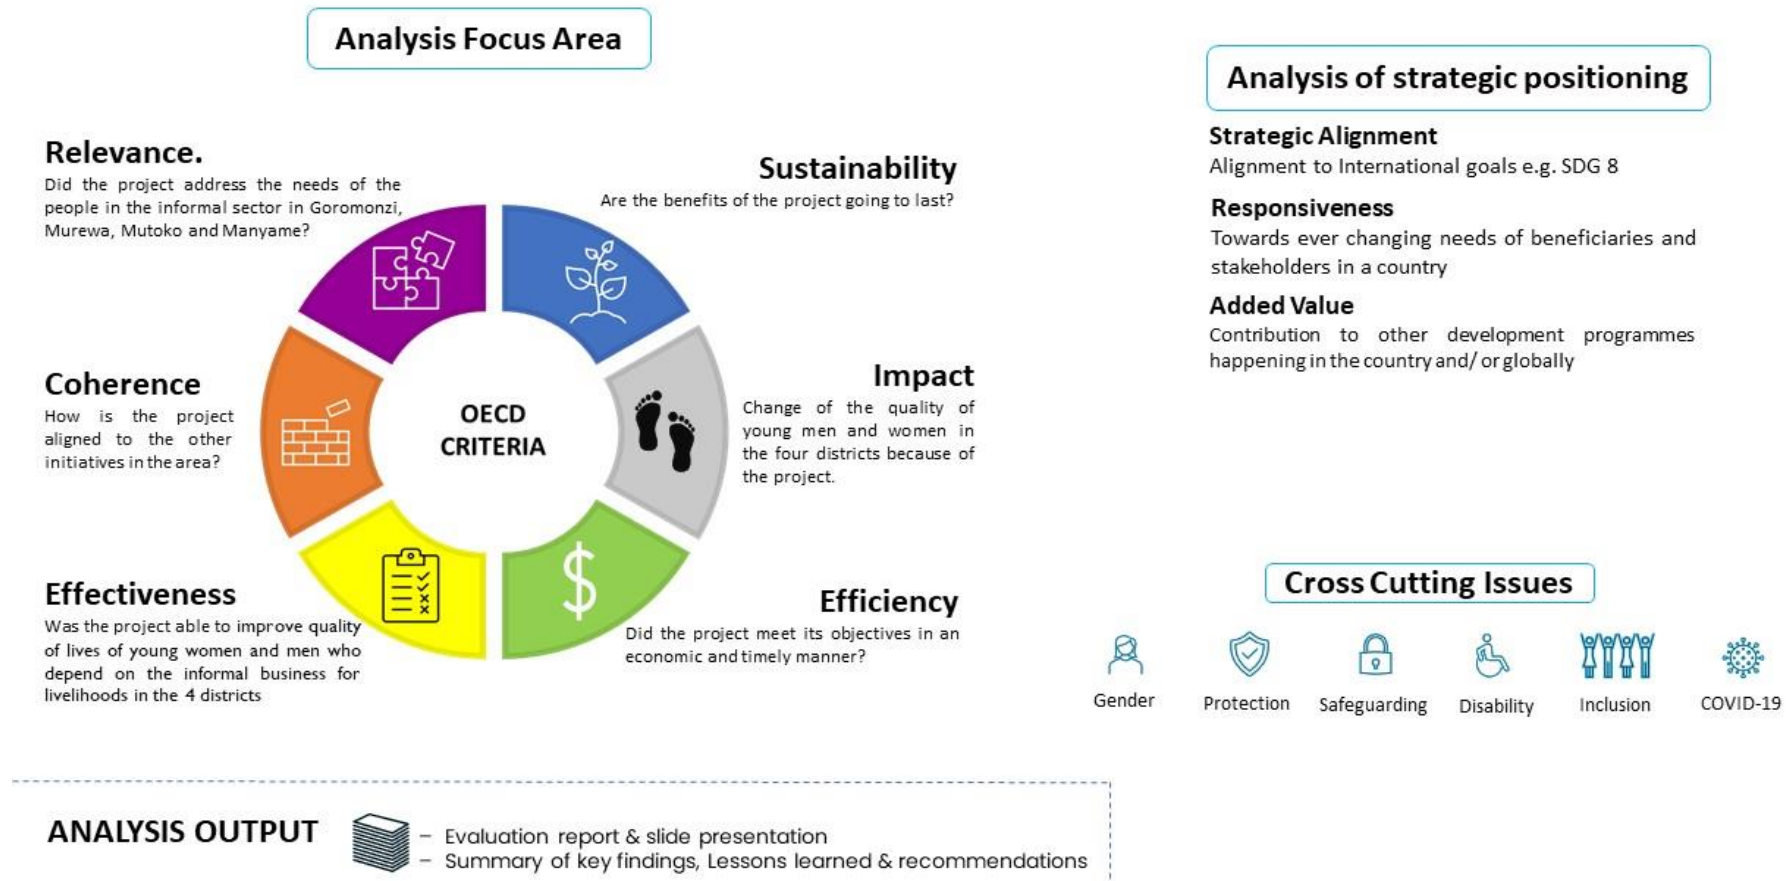 Analysis Focus Area
Relevance.
Did the project address the needs of the
people in the informal sector in Goromonzi,
Murewa, Mutoko and Manyame?
Sustainability
Are the benefits of the project going to last?
Coherence
How is the project
aligned to the other
initiatives in the area?
OECD
CRITERIA
Impact
Change of the quality of
young men and women in
the four districts because of
the project.
Effectiveness
Was the project able to improve quality
of lives of young women and men who
depend on the informal business for
livelihoods in the 4 districts
$
Efficiency
Did the project meet its objectives in an
economic and timely manner?
Analysis of strategic positioning
Strategic Alignment
Alignment to International goals e.g. SDG 8
Responsiveness
Towards ever changing needs of beneficiaries and
stakeholders in a country
Added Value
Contribution to other development programmes
happening in the country and/ or globally
Cross Cutting Issues
Gender
Protection
Safeguarding
Disability
Inclusion
COVID-19
ANALYSIS OUTPUT
– Evaluation report & slide presentation
– Summary of key findings, Lessons learned & recommendations